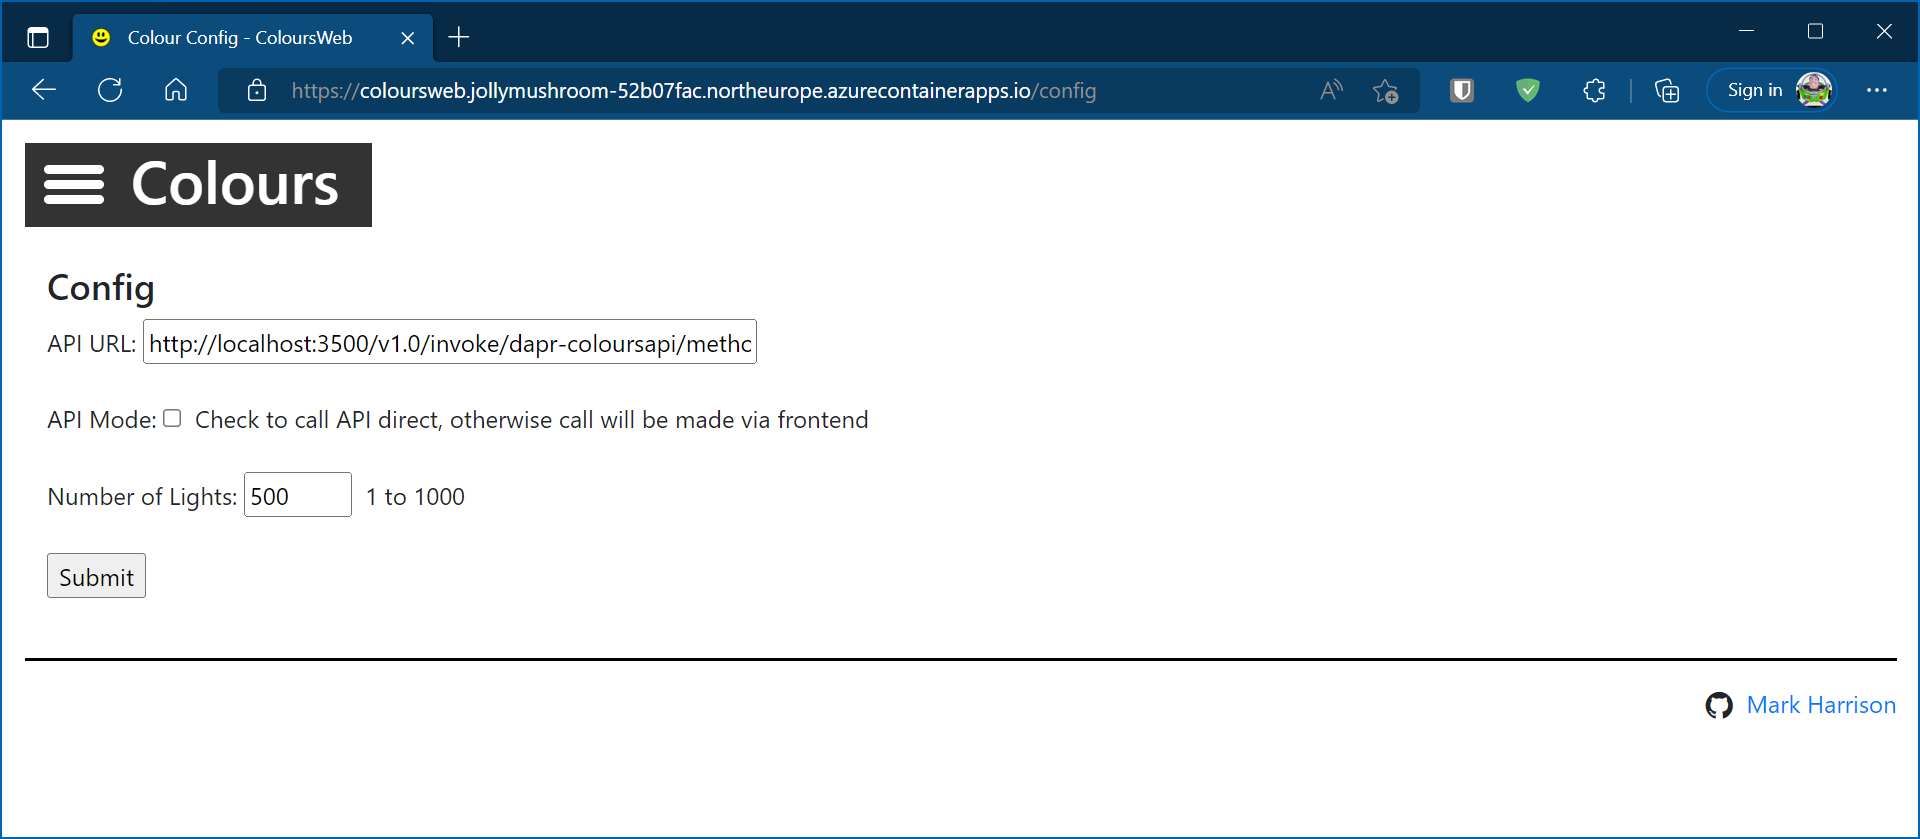 Colour Config - ColoursWeb
https://coloursweb.jollymushroom-52b07fac.northeurope.azurecontainerapps.io/config
Sign in
Colours
Config
API URL: http://localhost:3500/v1.0/invoke/dapr-coloursapi/methc
API Mode: Check to call API direct, otherwise call will be made via frontend
Number of Lights: 500 1 to 1000
Submit
Mark Harrison